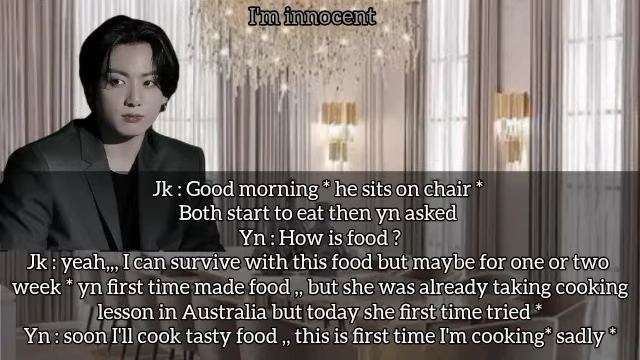 I'm innocent
Jk : Good morning * he sits on chair *
Both start to eat then yn asked
Yn : How is food ?
Jk : yeah,,, I can survive with this food but maybe for one or two
week * yn first time made food ,, but she was already taking cooking
lesson in Australia but today she first time tried *
Yn : soon I'll cook tasty food ,, this is first time I'm cooking* sadly *